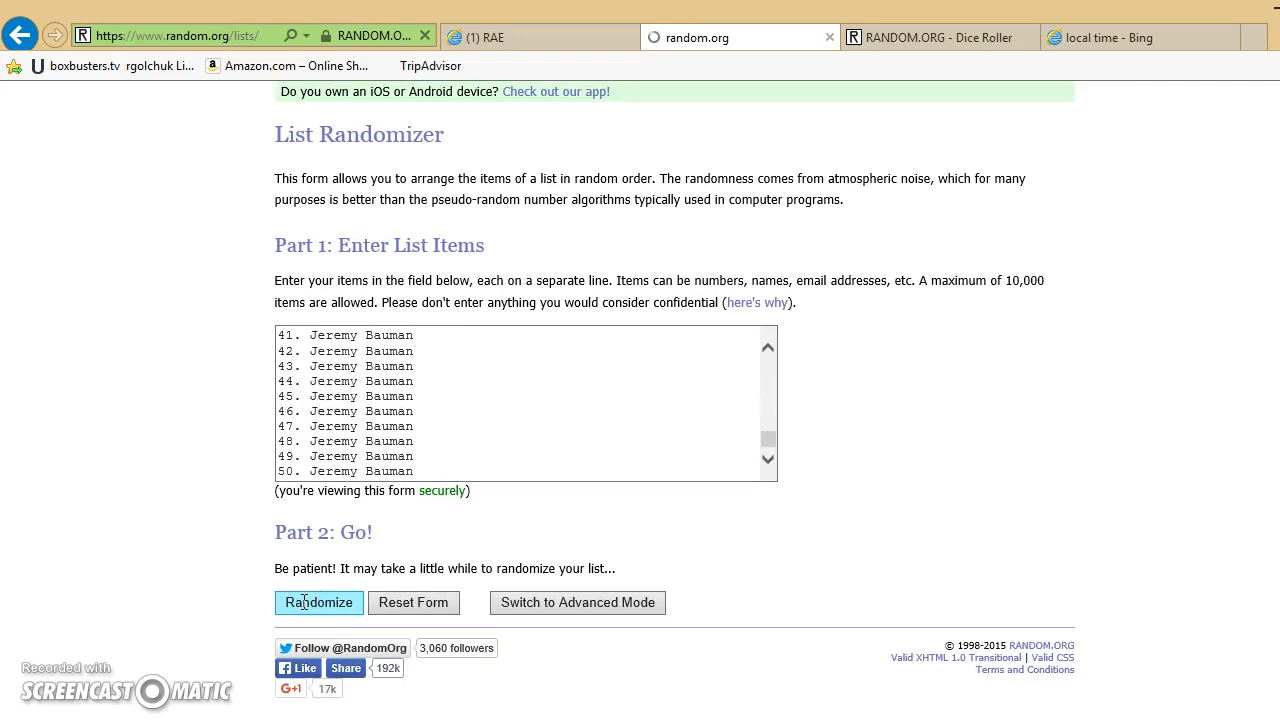 https://www.random.org/lists/ RANDOM.O... (1) RAE random.org RANDOM.ORG - Dice Roller local time - Bing
boxbusters.tv rgolchuk Li... Amazon.com – Online Sh... TripAdvisor
Do you own an iOS or Android device? Check out our app!
List Randomizer
This form allows you to arrange the items of a list in random order. The randomness comes from atmospheric noise, which for many
purposes is better than the pseudo-random number algorithms typically used in computer programs.
Part 1: Enter List Items
Enter your items in the field below, each on a separate line. Items can be numbers, names, email addresses, etc. A maximum of 10,000
items are allowed. Please don't enter anything you would consider confidential (here's why).
41. Jeremy Bauman
42. Jeremy Bauman
43. Jeremy Bauman
44. Jeremy Bauman
45. Jeremy Bauman
46. Jeremy Bauman
47. Jeremy Bauman
48. Jeremy Bauman
49. Jeremy Bauman
50. Jeremy Bauman
(you're viewing this form securely)
Part 2: Go!
Be patient! It may take a little while to randomize your list...
Randomize Reset Form Switch to Advanced Mode
Follow @RandomOrg 3,060 followers
Like Share 192k
G+1 17k
© 1998-2015 RANDOM.ORG
Valid XHTML 1.0 Transitional | Valid CSS
Terms and Conditions
Recorded with
SCREENCAST-O-MATIC